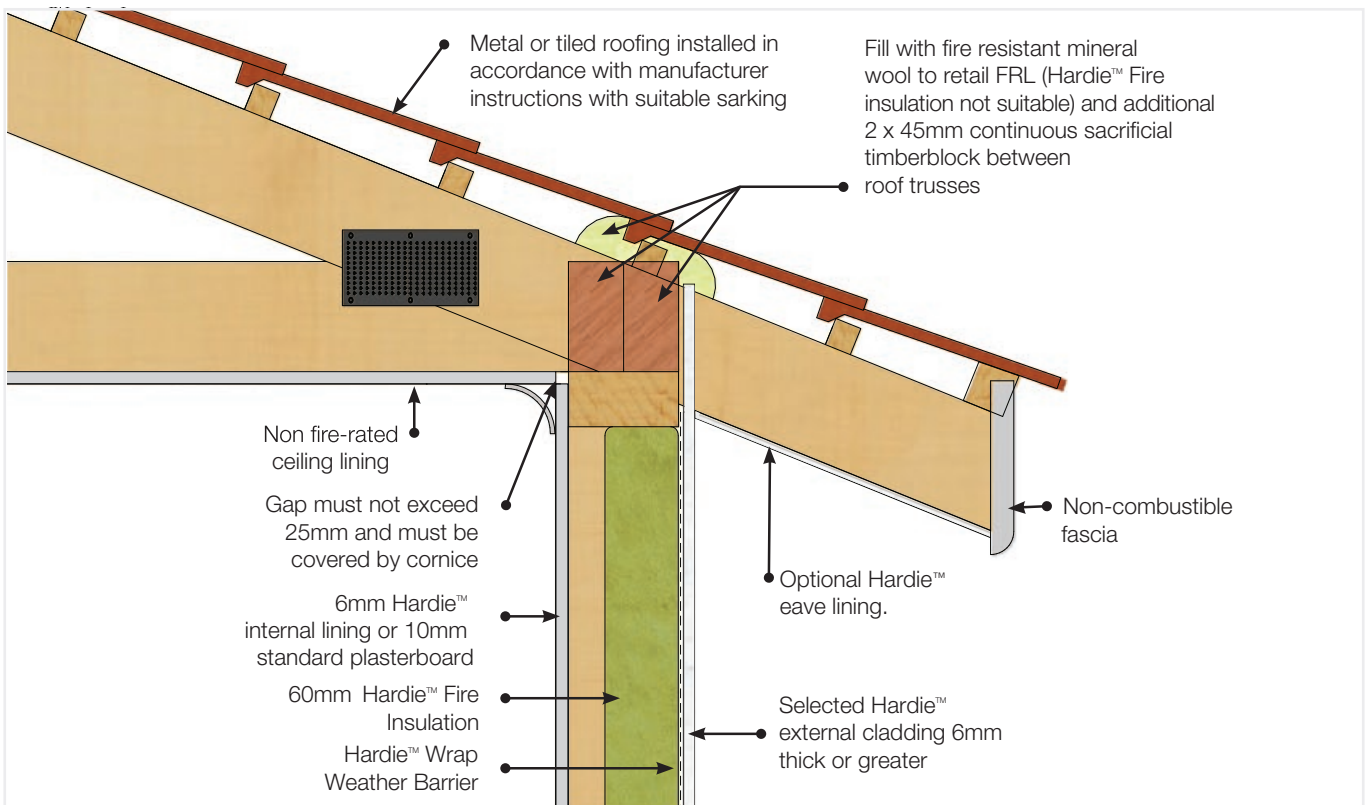 Metal or tiled roofing installed in
accordance with manufacturer
instructions with suitable sarking
Fill with fire resistant mineral
wool to retail FRL (Hardie™ Fire
insulation not suitable) and additional
2 x 45mm continuous sacrificial
timberblock between
roof trusses
Non fire-rated
ceiling lining
Gap must not exceed
25mm and must be
covered by cornice
6mm Hardie™
internal lining or 10mm
standard plasterboard
60mm Hardie™ Fire
Insulation
Hardie™ Wrap
Weather Barrier
Non-combustible
fascia
Optional Hardie™
eave lining.
Selected Hardie™
external cladding 6mm
thick or greater